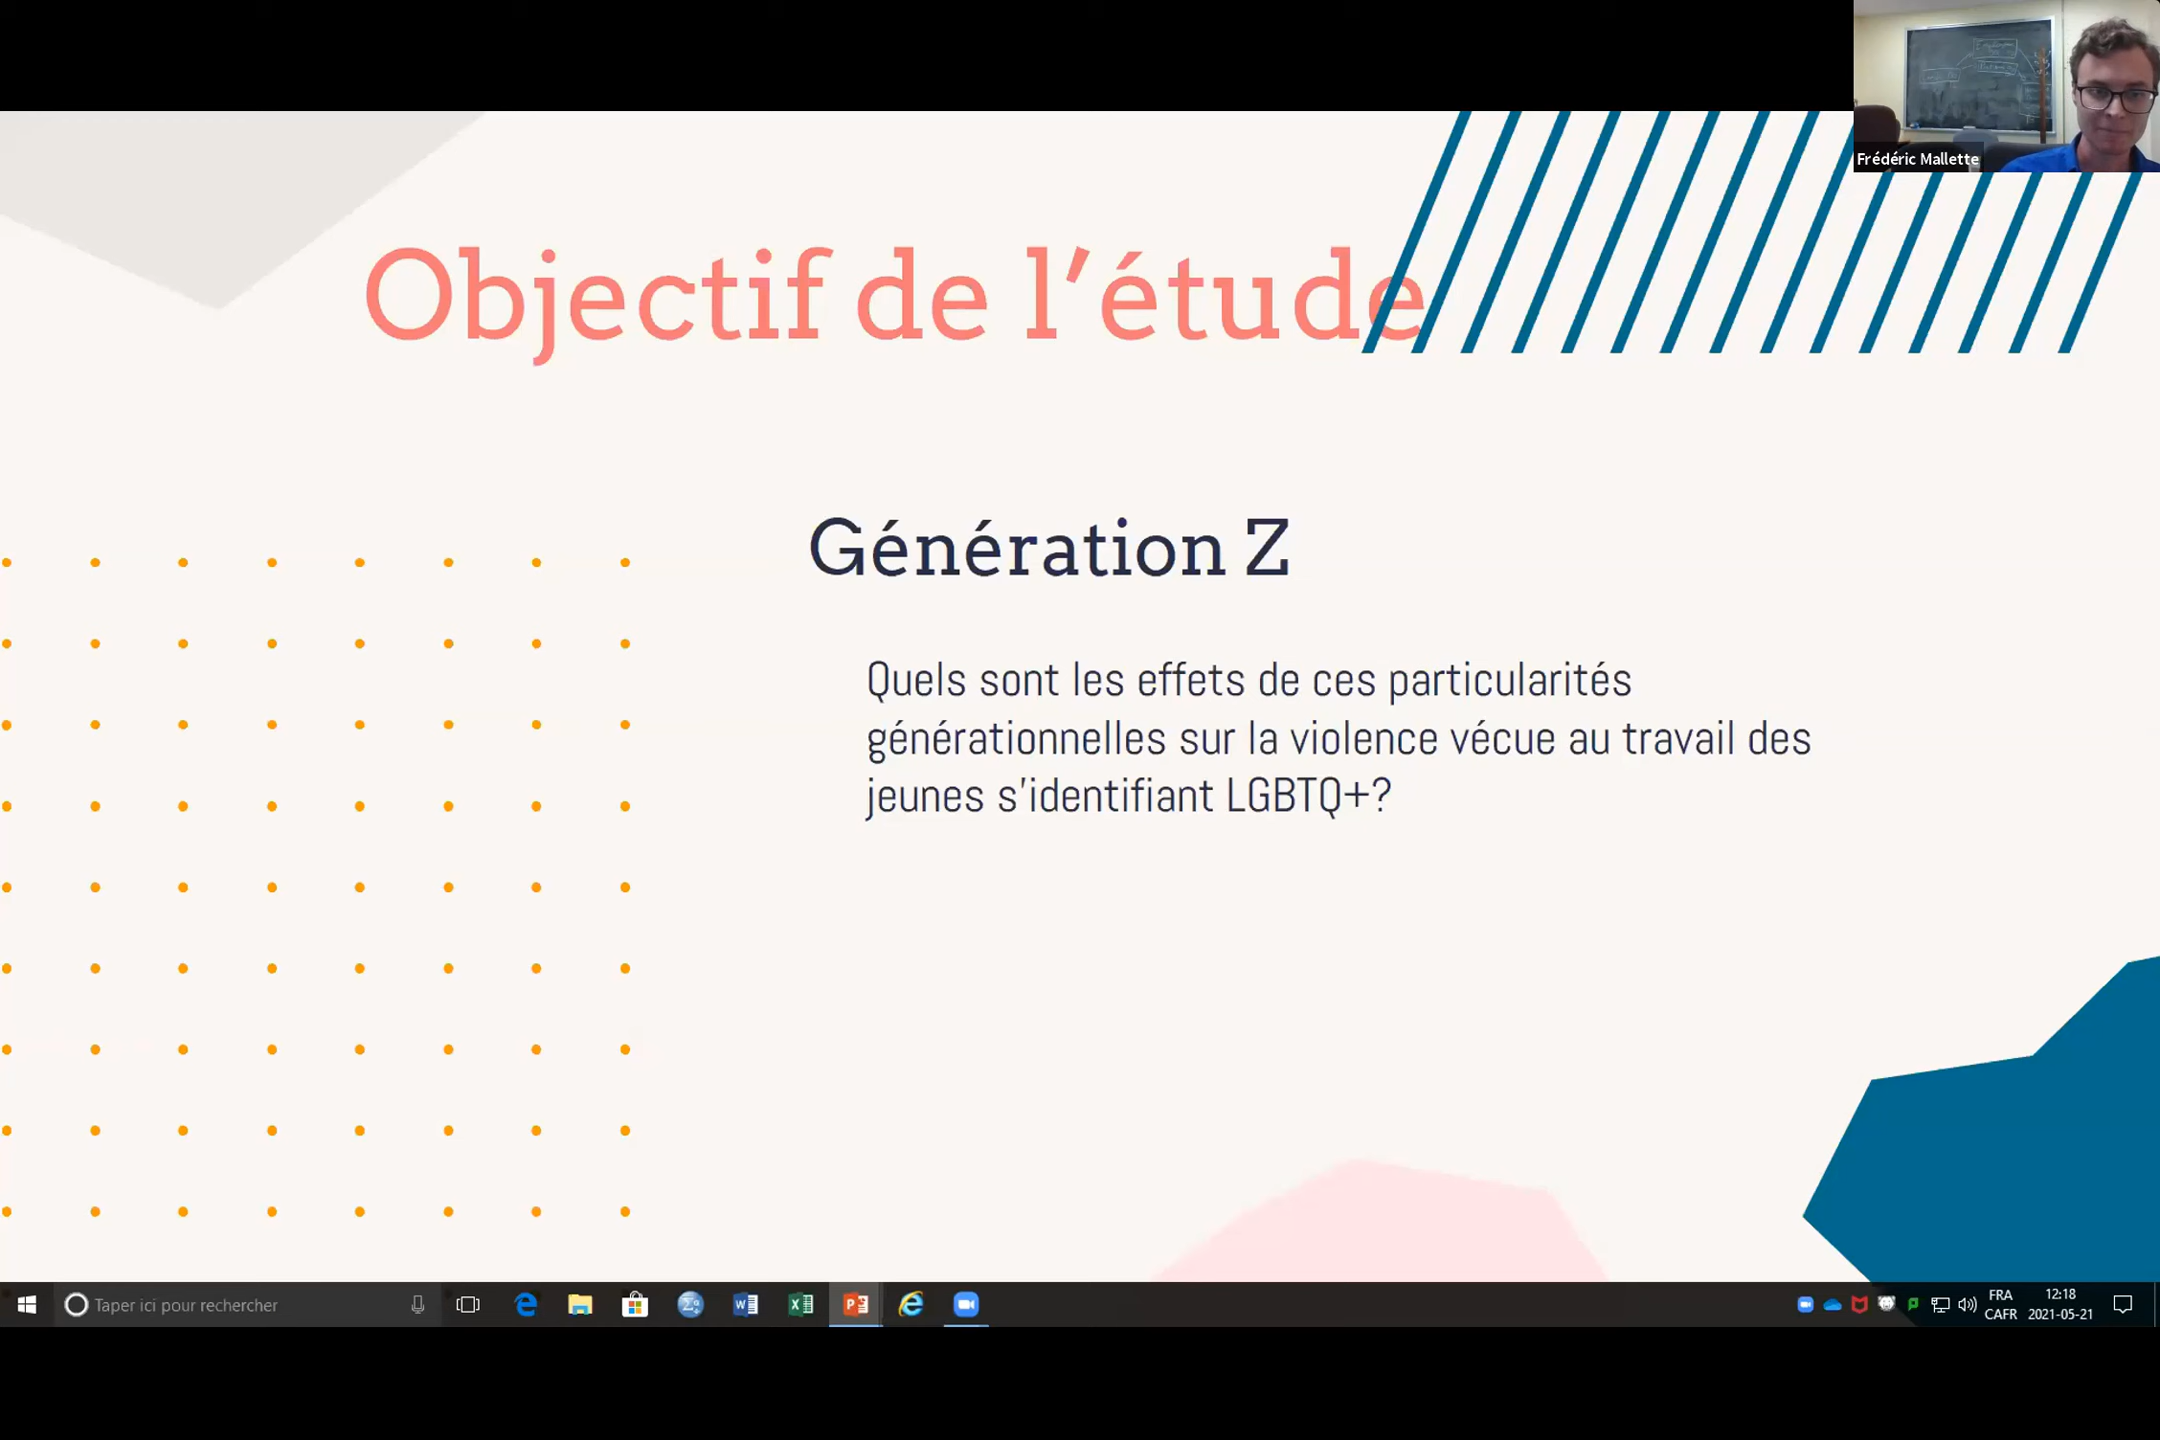 Frédéric Mallette
Objectif de l'étude
Génération Z
Quels sont les effets de ces particularités
générationnelles sur la violence vécue au travail des
jeunes s'identifiant LGBTQ+?
Taper ici pour rechercher
FRA
CAFR
12:18
2021-05-21